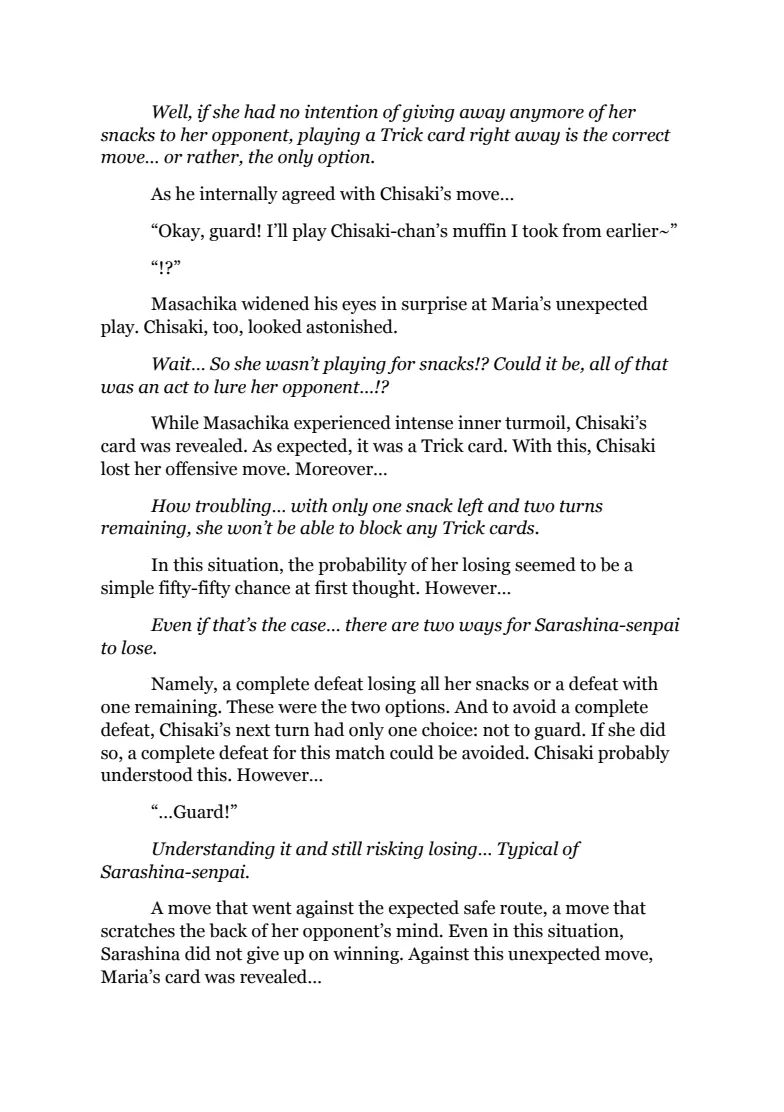 Well, if she had no intention of giving away anymore of her
snacks to her opponent, playing a Trick card right away is the correct
move… or rather, the only option.
As he internally agreed with Chisaki’s move…
“Okay, guard! I’ll play Chisaki-chan’s muffin I took from earlier~”
“!?”
Masachika widened his eyes in surprise at Maria’s unexpected
play. Chisaki, too, looked astonished.
Wait… So she wasn’t playing for snacks!? Could it be, all of that
was an act to lure her opponent…!?
While Masachika experienced intense inner turmoil, Chisaki’s
card was revealed. As expected, it was a Trick card. With this, Chisaki
lost her offensive move. Moreover…
How troubling… with only one snack left and two turns
remaining, she won’t be able to block any Trick cards.
In this situation, the probability of her losing seemed to be a
simple fifty-fifty chance at first thought. However…
Even if that’s the case… there are two ways for Sarashina-senpai
to lose.
Namely, a complete defeat losing all her snacks or a defeat with
one remaining. These were the two options. And to avoid a complete
defeat, Chisaki’s next turn had only one choice: not to guard. If she did
so, a complete defeat for this match could be avoided. Chisaki probably
understood this. However…
“…Guard!”
Understanding it and still risking losing… Typical of
Sarashina-senpai.
A move that went against the expected safe route, a move that
scratches the back of her opponent’s mind. Even in this situation,
Sarashina did not give up on winning. Against this unexpected move,
Maria’s card was revealed…